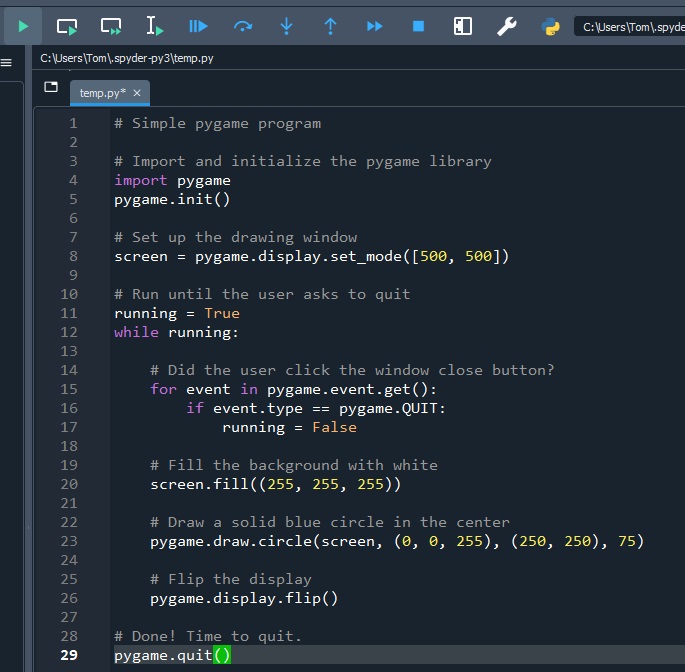 C:\Users\Tom\.spyde
C:\Users\Tom\.spyder-py3\temp.py
temp.py*
1 # Simple pygame program
2
3 # Import and initialize the pygame library
4 import pygame
5 pygame.init()
6
7 # Set up the drawing window
8 screen = pygame.display.set_mode([500, 500])
9
10 # Run until the user asks to quit
11 running = True
12 while running:
13
14     # Did the user click the window close button?
15     for event in pygame.event.get():
16         if event.type == pygame.QUIT:
17             running = False
18
19     # Fill the background with white
20     screen.fill((255, 255, 255))
21
22     # Draw a solid blue circle in the center
23     pygame.draw.circle(screen, (0, 0, 255), (250, 250), 75)
24
25     # Flip the display
26     pygame.display.flip()
27
28 # Done! Time to quit.
29 pygame.quit()